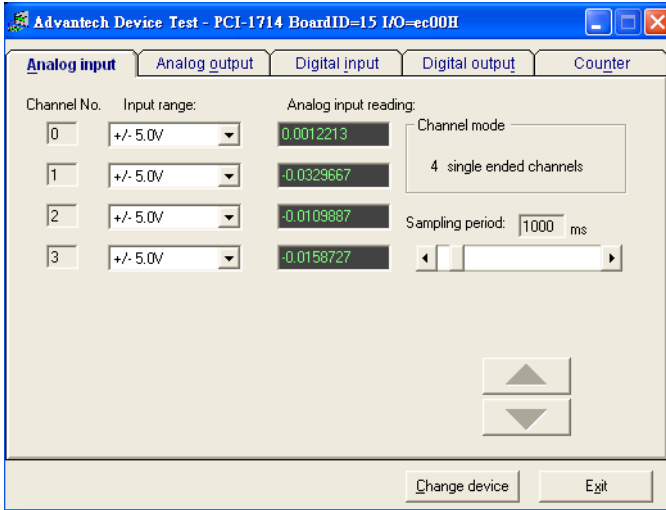 Advantech Device Test - PCI-1714 BoardID=15 I/O=ec00H
Analog input Analog output Digital input Digital output Counter
Channel No. Input range: Analog input reading:
0 +/- 5.0V 0.0012213
1 +/- 5.0V -0.0329667
2 +/- 5.0V -0.0109887
3 +/- 5.0V -0.0158727
Channel mode
4 single ended channels
Sampling period: 1000 ms
Change device Exit